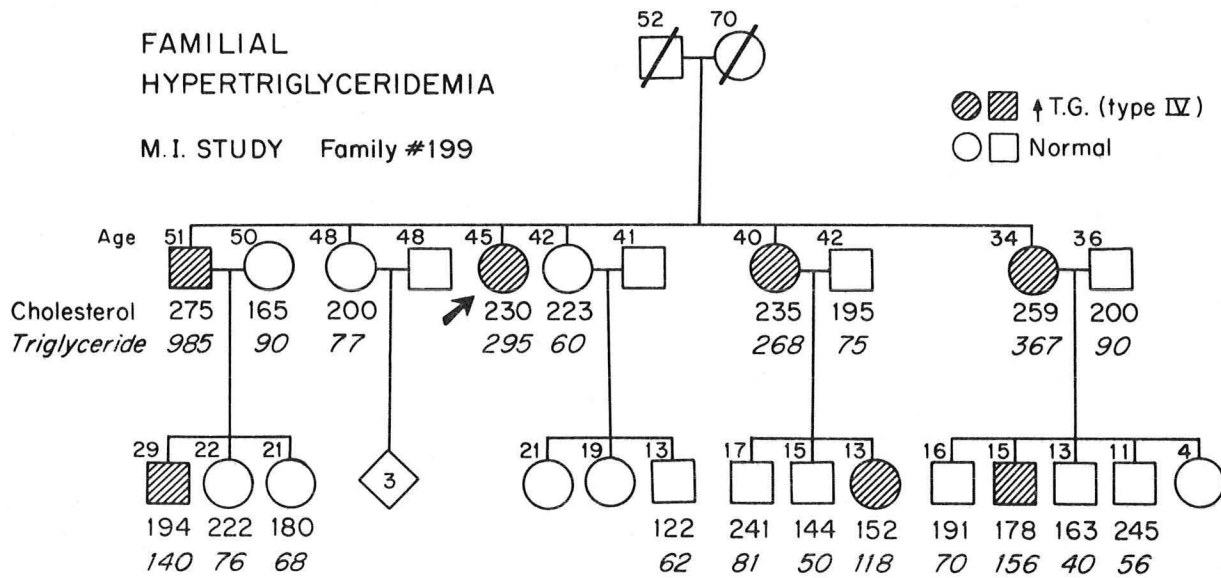 52 70
FAMILIAL
HYPERTRIGLYCERIDEMIA
↑ T.G. (type IV)
M.I. STUDY Family #199
Normal
Age 51 50 48 48 45 42 41 40 42 34 36
Cholesterol 275 165 200 230 223 235 195 259 200
Triglyceride 985 90 77 295 60 268 75 367 90
29 22 21 21 19 13 17 15 13 16 15 13 11 4
3
194 222 180 122 241 144 152 191 178 163 245
140 76 68 62 81 50 118 70 156 40 56